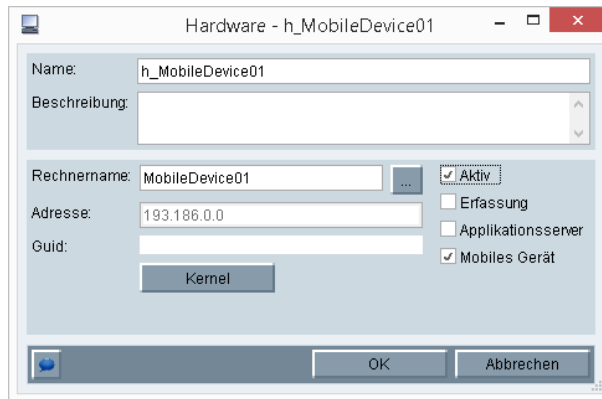 Hardware - h_MobileDevice01
Name: h_MobileDevice01
Beschreibung:
Rechnername: MobileDevice01 ... Aktiv
Adresse: 193.186.0.0 Erfassung
Applikationsserver
Guid: Mobiles Gerät
Kernel
OK Abbrechen